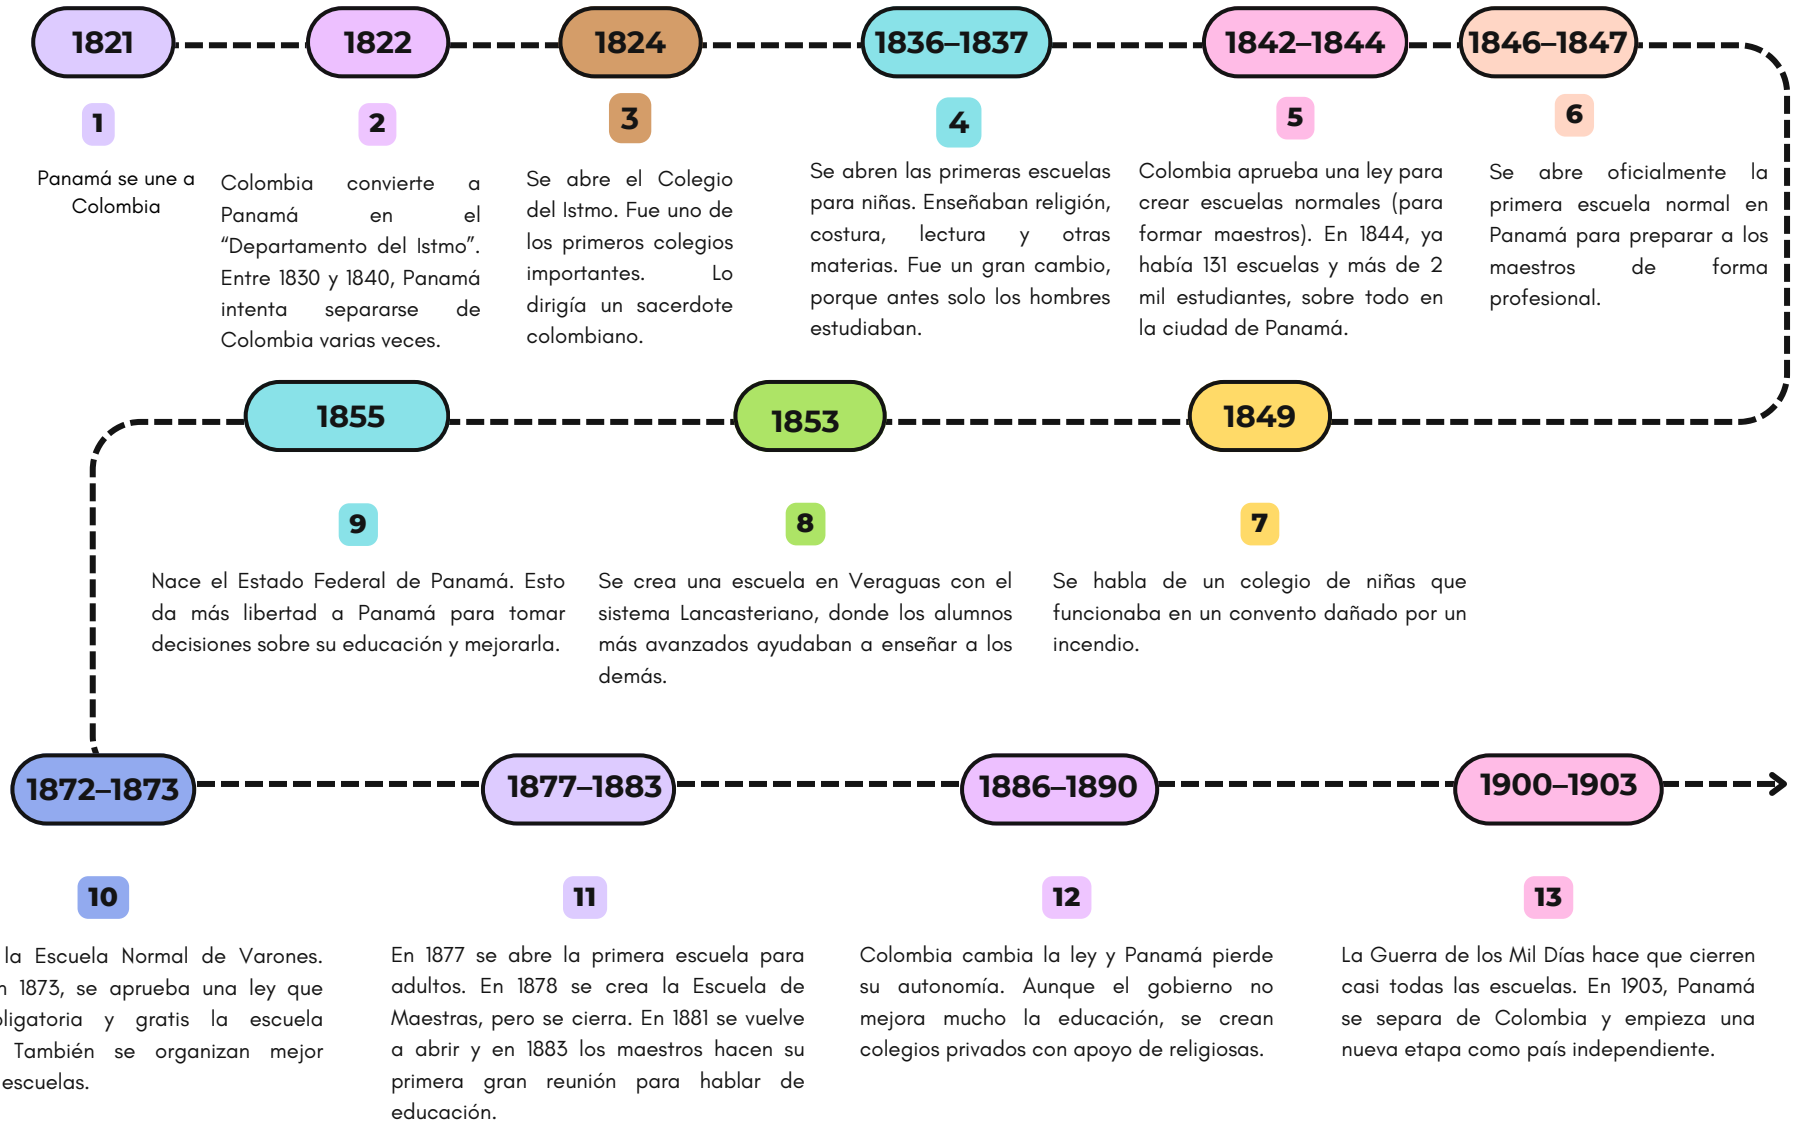 1821
1822
1824
1836–1837
1842–1844
1846–1847
1
Panamá se une a
Colombia
2
Colombia convierte a
Panamá en el
“Departamento del Istmo”.
Entre 1830 y 1840, Panamá
intenta separarse de
Colombia varias veces.
3
Se abre el Colegio
del Istmo. Fue uno de
los primeros colegios
importantes. Lo
dirigía un sacerdote
colombiano.
4
Se abren las primeras escuelas
para niñas. Enseñaban religión,
costura, lectura y otras
materias. Fue un gran cambio,
porque antes solo los hombres
estudiaban.
5
Colombia aprueba una ley para
crear escuelas normales (para
formar maestros). En 1844, ya
había 131 escuelas y más de 2
mil estudiantes, sobre todo en
la ciudad de Panamá.
6
Se abre oficialmente la
primera escuela normal en
Panamá para preparar a los
maestros de forma
profesional.
1855
1853
1849
9
Nace el Estado Federal de Panamá. Esto
da más libertad a Panamá para tomar
decisiones sobre su educación y mejorarla.
8
Se crea una escuela en Veraguas con el
sistema Lancasteriano, donde los alumnos
más avanzados ayudaban a enseñar a los
demás.
7
Se habla de un colegio de niñas que
funcionaba en un convento dañado por un
incendio.
1872–1873
1877–1883
1886–1890
1900–1903
10
la Escuela Normal de Varones.
1873, se aprueba una ley que
y gratis la escuela
También se organizan mejor
escuelas.
11
En 1877 se abre la primera escuela para
adultos. En 1878 se crea la Escuela de
Maestras, pero se cierra. En 1881 se vuelve
a abrir y en 1883 los maestros hacen su
primera gran reunión para hablar de
educación.
12
Colombia cambia la ley y Panamá pierde
su autonomía. Aunque el gobierno no
mejora mucho la educación, se crean
colegios privados con apoyo de religiosas.
13
La Guerra de los Mil Días hace que cierren
casi todas las escuelas. En 1903, Panamá
se separa de Colombia y empieza una
nueva etapa como país independiente.